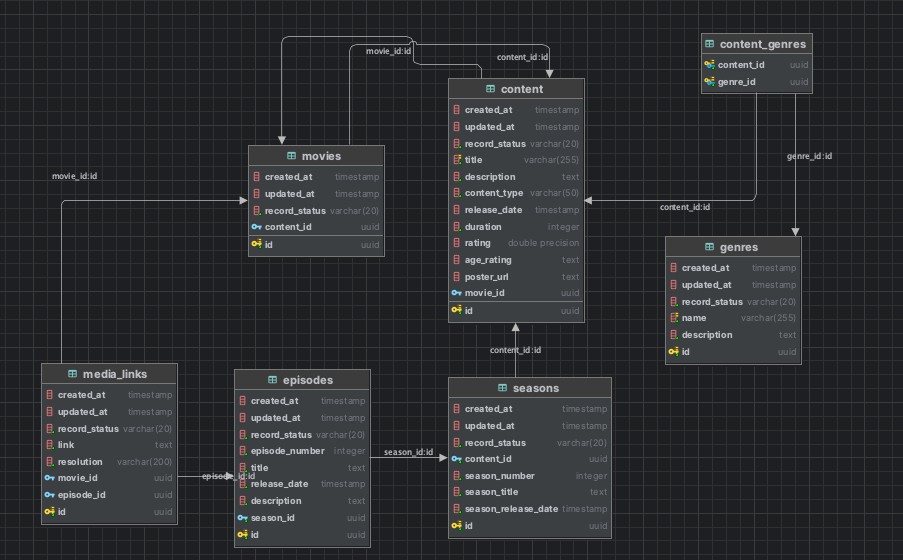 content_genres
content_id uuid
genre_id uuid
movie_id:id
content_id:id
content
created_at timestamp
updated_at timestamp
record_status varchar(20)
title varchar(255)
description text
content_type varchar(50)
release_date timestamp
duration integer
rating double precision
age_rating text
poster_url text
movie_id uuid
id uuid
movies
created_at timestamp
updated_at timestamp
record_status varchar(20)
content_id uuid
id uuid
genre_id:id
movie_id:id
content_id:id
genres
created_at timestamp
updated_at timestamp
record_status varchar(20)
name varchar(255)
description text
id uuid
content_id:id
media_links
created_at timestamp
updated_at timestamp
record_status varchar(20)
link text
resolution varchar(200)
movie_id uuid
episode_id uuid
id uuid
episode_id:id
episodes
created_at timestamp
updated_at timestamp
record_status varchar(20)
episode_number integer
title text
release_date timestamp
description text
season_id uuid
id uuid
season_id:id
seasons
created_at timestamp
updated_at timestamp
record_status varchar(20)
content_id uuid
season_number integer
season_title text
season_release_date timestamp
id uuid